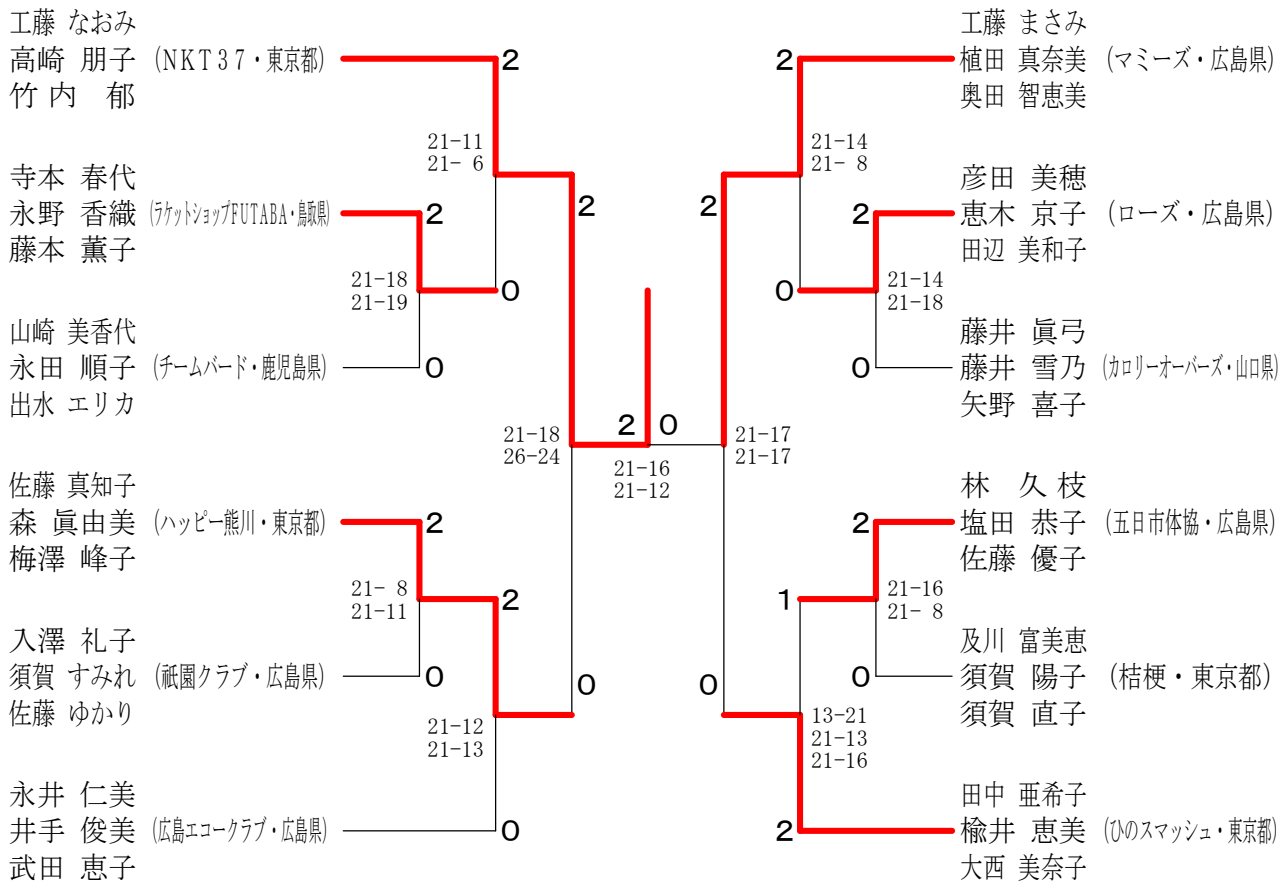 工藤 なおみ
高崎 朋子 (NKT37・東京都)
竹内 郁
2
21-11
21- 6
寺本 春代
永野 香織 (ラケットショップFUTABA・鳥取県)
藤本 薫子
2
2
21-18
21-19
0
山崎 美香代
永田 順子 (チームバード・鹿児島県)
出水 エリカ
0
21-18
26-24
佐藤 真知子
森 眞由美 (ハッピー熊川・東京都)
梅澤 峰子
2
21- 8
21-11
2
入澤 礼子
須賀 すみれ (祇園クラブ・広島県)
佐藤 ゆかり
0
0
21-12
21-13
永井 仁美
井手 俊美 (広島エコークラブ・広島県)
武田 恵子
0
2 0
21-16
21-12
工藤 まさみ
2
植田 真奈美 (マミーズ・広島県)
奥田 智恵美
21-14
21- 8
彦田 美穂
2
2
恵木 京子 (ローズ・広島県)
田辺 美和子
0
21-14
21-18
藤井 眞弓
0
藤井 雪乃 (カロリーオーバーズ・山口県)
矢野 喜子
21-17
21-17
林 久枝
2
塩田 恭子 (五日市体協・広島県)
佐藤 優子
1
21-16
21- 8
及川 富美恵
0
0
須賀 陽子 (桔梗・東京都)
須賀 直子
13-21
21-13
21-16
田中 亜希子
2
楡井 恵美 (ひのスマッシュ・東京都)
大西 美奈子